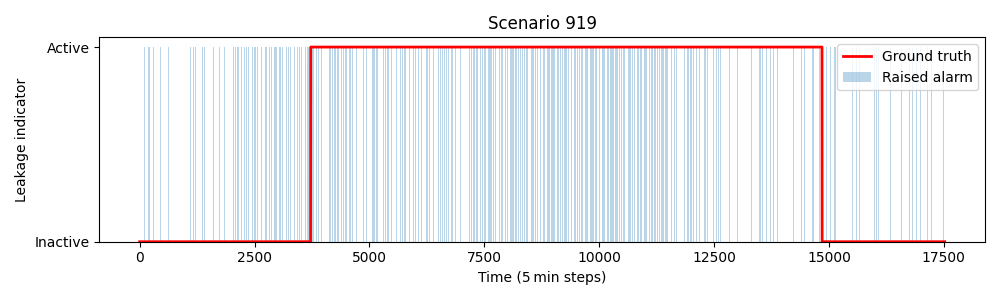 Scenario 919
Active
Inactive
Leakage indicator
Ground truth
Raised alarm
0
2500
5000
7500
10000
12500
15000
17500
Time (5 min steps)